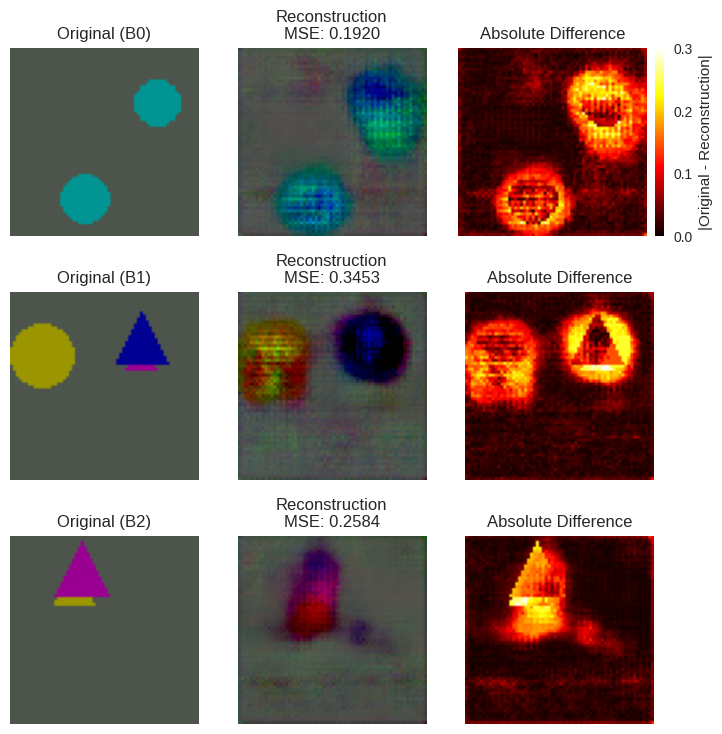 Original (B0)
Reconstruction
MSE: 0.1920
Absolute Difference
0.3
0.2
0.1
0.0
|Original - Reconstruction|
Original (B1)
Reconstruction
MSE: 0.3453
Absolute Difference
Original (B2)
Reconstruction
MSE: 0.2584
Absolute Difference